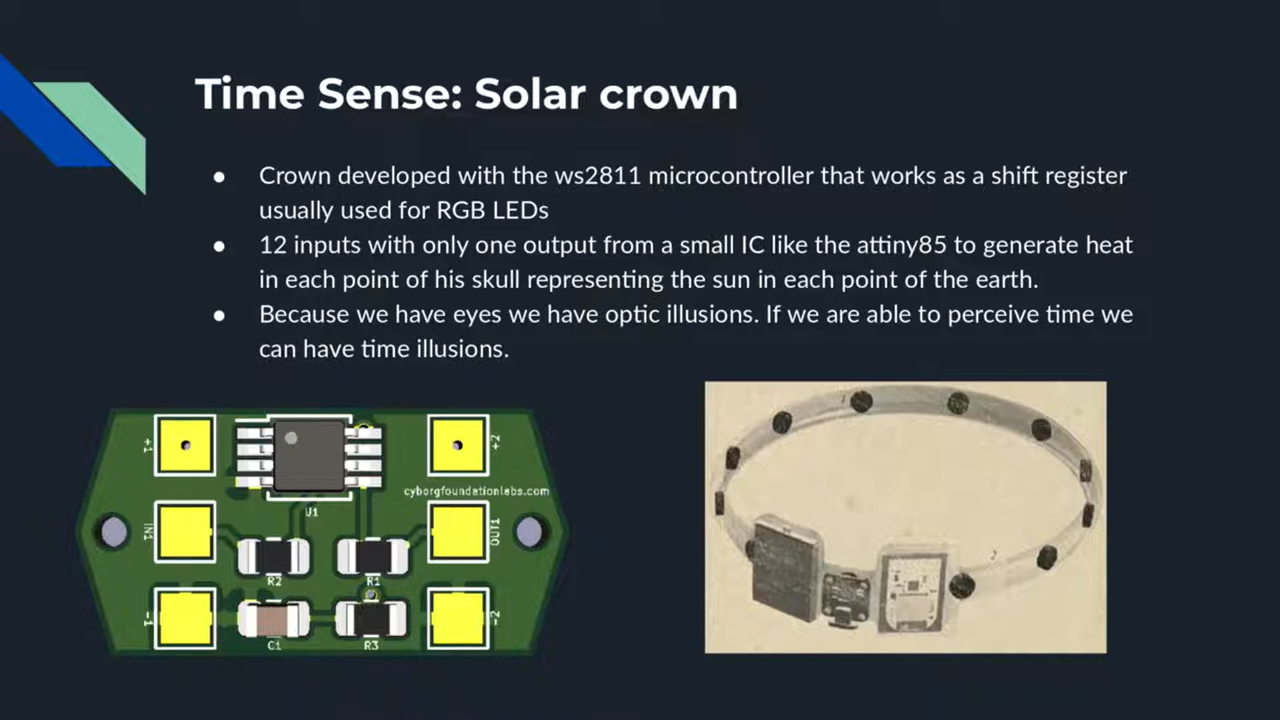 Time Sense: Solar crown
● Crown developed with the ws2811 microcontroller that works as a shift register
usually used for RGB LEDs
● 12 inputs with only one output from a small IC like the attiny85 to generate heat
in each point of his skull representing the sun in each point of the earth.
● Because we have eyes we have optic illusions. If we are able to perceive time we
can have time illusions.
+1
+2
cyborgfoundationlabs.com
U1
IN1
OUT1
R2
R1
-1
-2
C1
R3
1
2